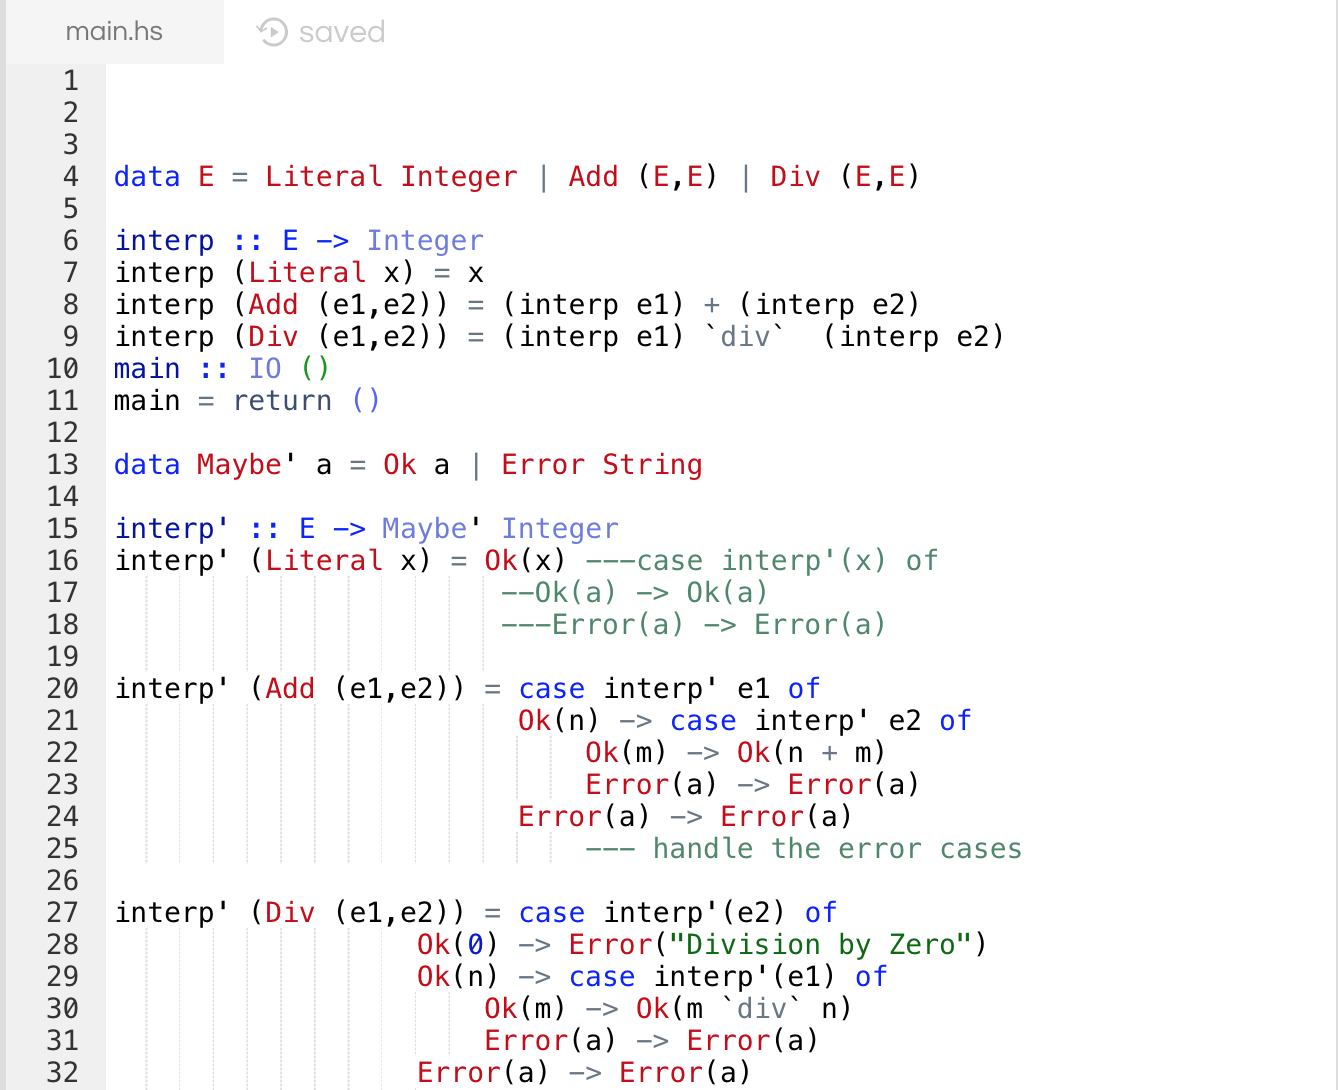 main.hs saved
1
2
3
4 data E = Literal Integer | Add (E,E) | Div (E,E)
5
6 interp :: E -> Integer
7 interp (Literal x) = x
8 interp (Add (e1,e2)) = (interp e1) + (interp e2)
9 interp (Div (e1,e2)) = (interp e1) `div`  (interp e2)
10 main :: IO ()
11 main = return ()
12
13 data Maybe' a = Ok a | Error String
14
15 interp' :: E -> Maybe' Integer
16 interp' (Literal x) = Ok(x) ---case interp'(x) of
17                        --Ok(a) -> Ok(a)
18                        ---Error(a) -> Error(a)
19
20 interp' (Add (e1,e2)) = case interp' e1 of
21                         Ok(n) -> case interp' e2 of
22                             Ok(m) -> Ok(n + m)
23                             Error(a) -> Error(a)
24                         Error(a) -> Error(a)
25                             --- handle the error cases
26
27 interp' (Div (e1,e2)) = case interp'(e2) of
28                   Ok(0) -> Error("Division by Zero")
29                   Ok(n) -> case interp'(e1) of
30                       Ok(m) -> Ok(m `div` n)
31                       Error(a) -> Error(a)
32                   Error(a) -> Error(a)